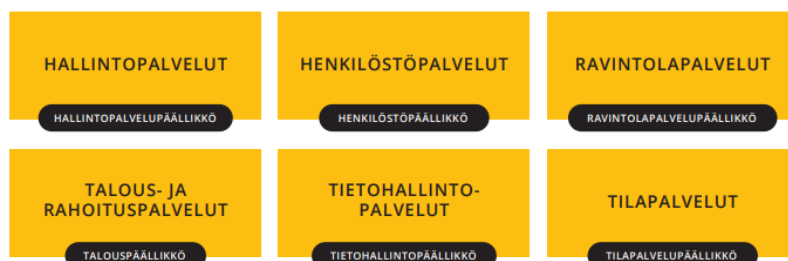 HALLINTOPALVELUT
HENKILÖSTÖPALVELUT
RAVINTOLAPALVELUT
HALLINTOPALVELUPÄÄLLIKKÖ
HENKILÖSTÖPÄÄLLIKKÖ
RAVINTOLAPALVELUPÄÄLLIKKÖ
TALOUS- JA
RAHOITUSPALVELUT
TIETOHALLINTO-
PALVELUT
TILAPALVELUT
TALOUSPÄÄLLIKKÖ
TIETOHALLINTOPÄÄLLIKKÖ
TILAPALVELUPÄÄLLIKKÖ